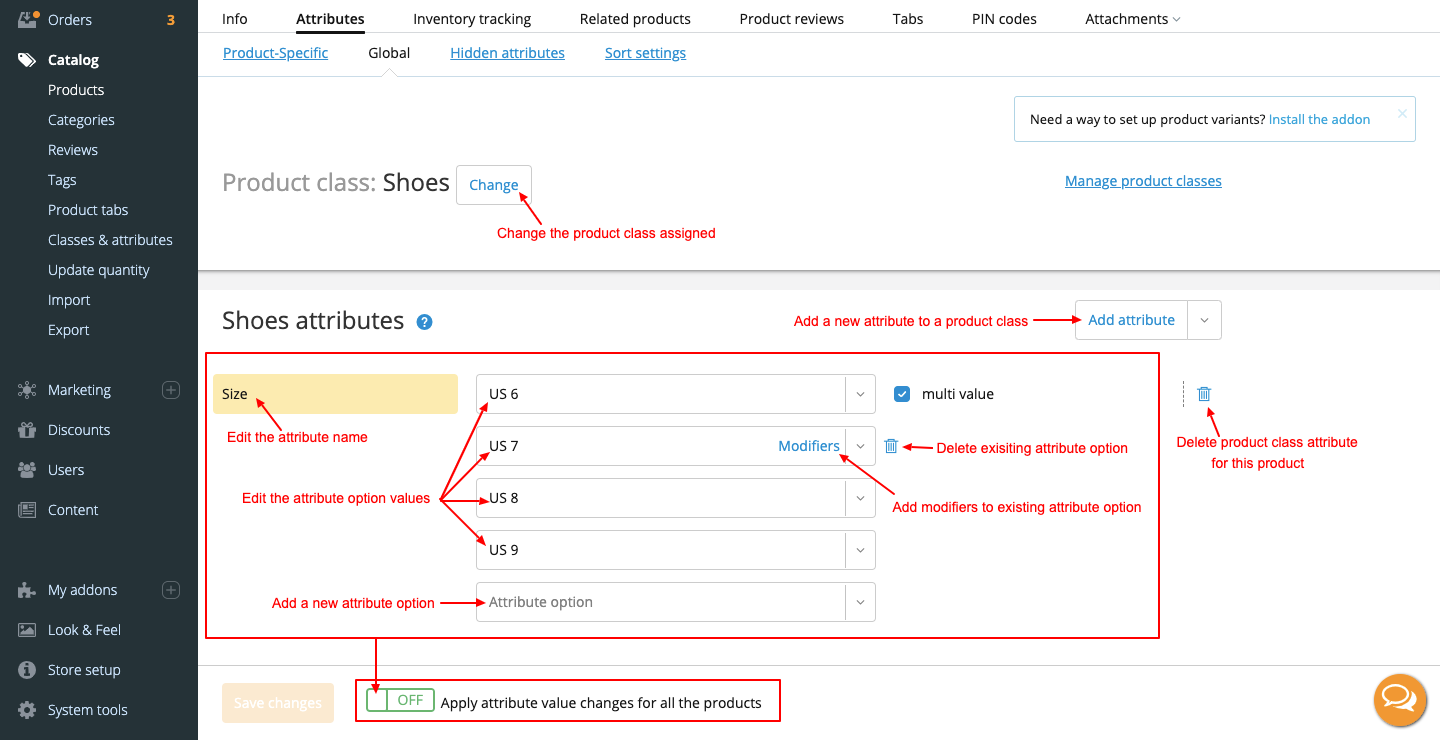 Orders 3
Catalog
Products
Categories
Reviews
Tags
Product tabs
Classes & attributes
Update quantity
Import
Export
Marketing
Discounts
Users
Content
My addons
Look & Feel
Store setup
System tools
Info Attributes Inventory tracking Related products Product reviews Tabs PIN codes Attachments
Product-Specific Global Hidden attributes Sort settings
Need a way to set up product variants? Install the addon
Product class: Shoes Change Manage product classes
Change the product class assigned
Shoes attributes ?
Add a new attribute to a product class Add attribute
Size US 6 multi value
Edit the attribute name
US 7 Modifiers Delete exisiting attribute option
Delete product class attribute
for this product
Edit the attribute option values US 8
Add modifiers to existing attribute option
US 9
Add a new attribute option Attribute option
Save changes OFF Apply attribute value changes for all the products